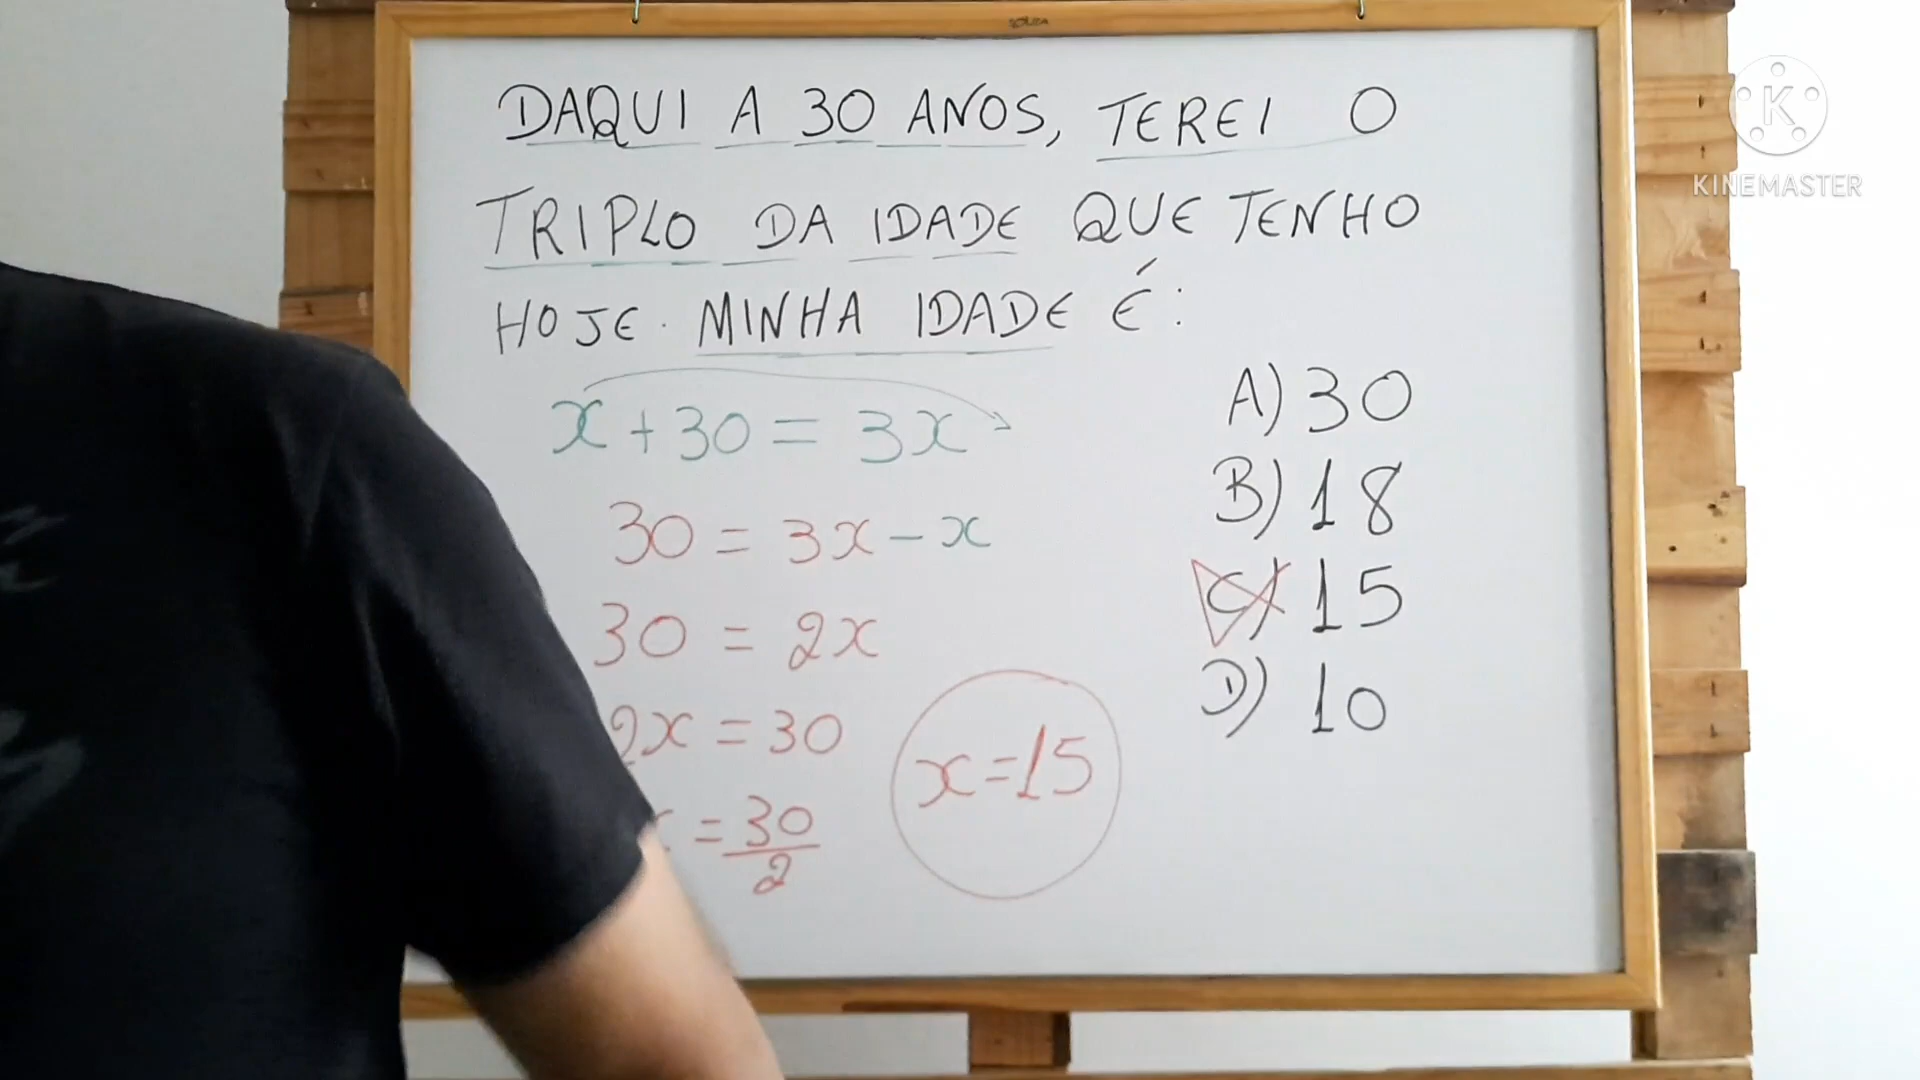 DAQUI A 30 ANOS, TEREI O
TRIPLO DA IDADE QUE TENHO
HOJE. MINHA IDADE É:
x + 30 = 3x
30 = 3x - x
30 = 2x
2x = 30
x = 30/2
x = 15
A) 30
B) 18
C) 15
D) 10
K
KINEMASTER